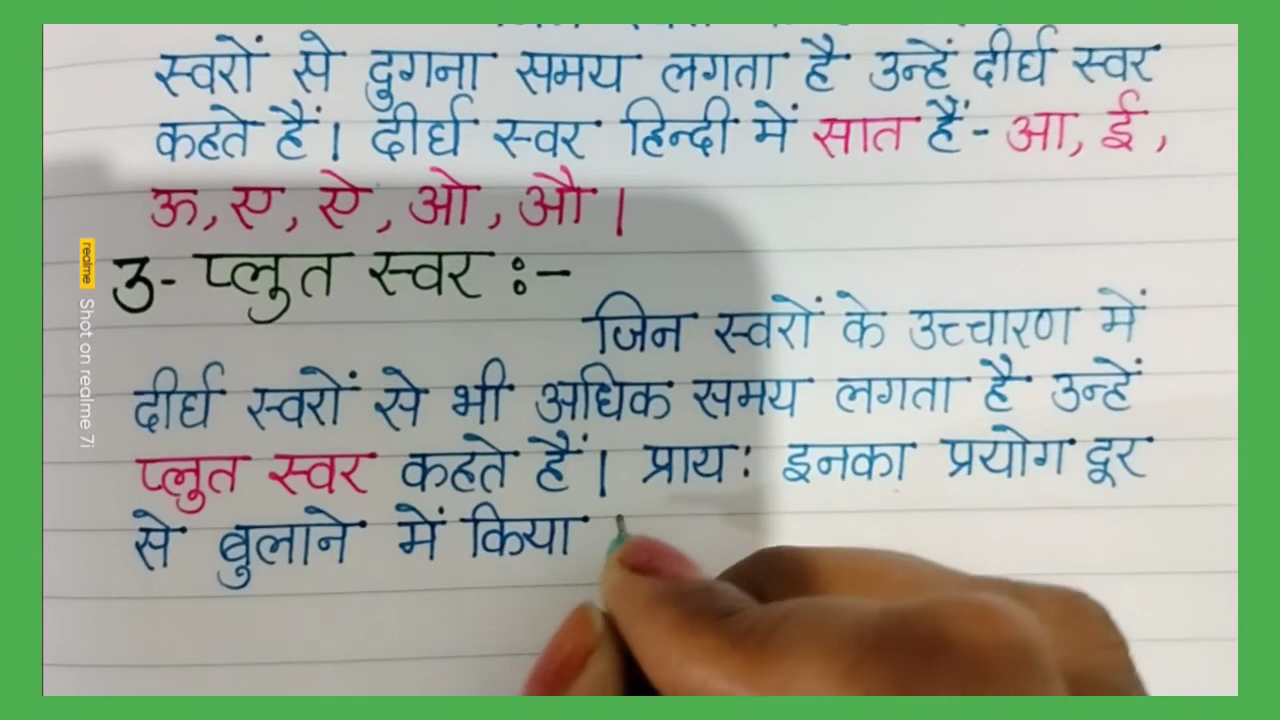 स्वरों से दुगना समय लगता है उन्हें दीर्घ स्वर
कहते हैं। दीर्घ स्वर हिन्दी में सात हैं- आ, ई,
ऊ, ए, ऐ, ओ, औ।
3- प्लुत स्वर :-
जिन स्वरों के उच्चारण में
दीर्घ स्वरों से भी अधिक समय लगता है उन्हें
प्लुत स्वर कहते हैं। प्रायः इनका प्रयोग दूर
से बुलाने में किया
realme Shot on realme 7i